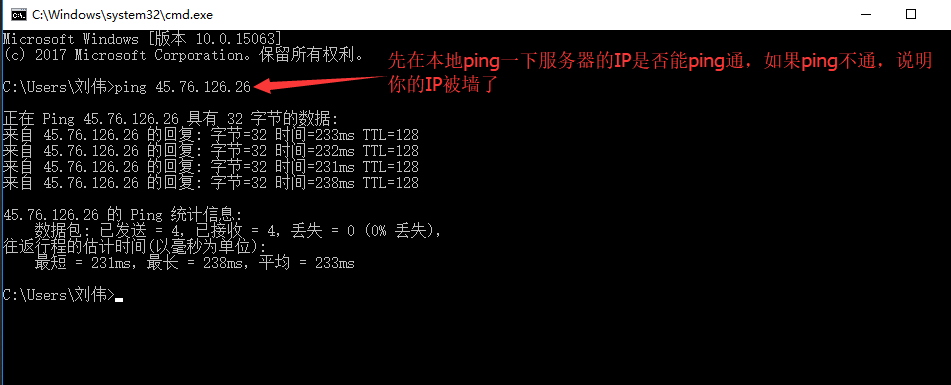 C:\Windows\system32\cmd.exe
Microsoft Windows [版本 10.0.15063]
(c) 2017 Microsoft Corporation。保留所有权利。
先在本地ping一下服务器的IP是否能ping通，如果ping不通，说明
你的IP被墙了
C:\Users\刘伟>ping 45.76.126.26
正在 Ping 45.76.126.26 具有 32 字节的数据:
来自 45.76.126.26 的回复: 字节=32 时间=233ms TTL=128
来自 45.76.126.26 的回复: 字节=32 时间=232ms TTL=128
来自 45.76.126.26 的回复: 字节=32 时间=231ms TTL=128
来自 45.76.126.26 的回复: 字节=32 时间=238ms TTL=128
45.76.126.26 的 Ping 统计信息:
数据包: 已发送 = 4, 已接收 = 4, 丢失 = 0 (0% 丢失),
往返行程的估计时间(以毫秒为单位):
最短 = 231ms, 最长 = 238ms, 平均 = 233ms
C:\Users\刘伟>